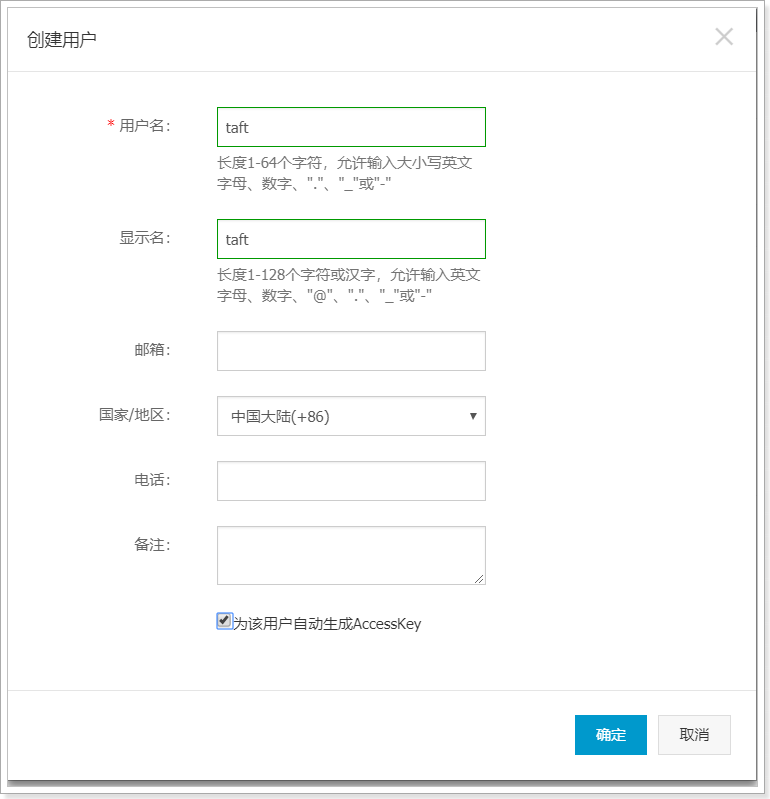 创建用户
* 用户名：
taft
长度1-64个字符，允许输入大小写英文
字母、数字、"."、"_"或"-"
显示名：
taft
长度1-128个字符或汉字，允许输入英文
字母、数字、"@"、"."、"_"或"-"
邮箱：
国家/地区：
中国大陆(+86)
电话：
备注：
为该用户自动生成AccessKey
确定
取消